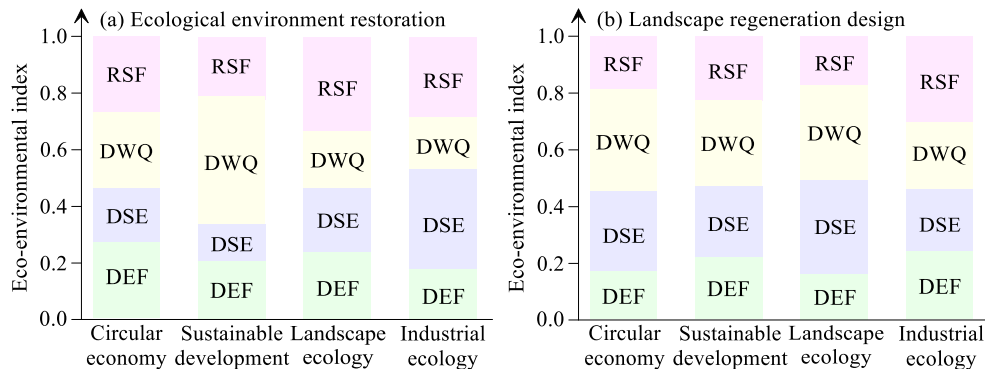 (a) Ecological environment restoration
Eco-environmental index
1.0
0.8
0.6
0.4
0.2
0.0
RSF
DWQ
DSE
DEF
RSF
DWQ
DSE
DEF
RSF
DWQ
DSE
DEF
RSF
DWQ
DSE
DEF
Circular
economy
Sustainable
development
Landscape
ecology
Industrial
ecology
(b) Landscape regeneration design
Eco-environmental index
1.0
0.8
0.6
0.4
0.2
0.0
RSF
DWQ
DSE
DEF
RSF
DWQ
DSE
DEF
RSF
DWQ
DSE
DEF
RSF
DWQ
DSE
DEF
Circular
economy
Sustainable
development
Landscape
ecology
Industrial
ecology